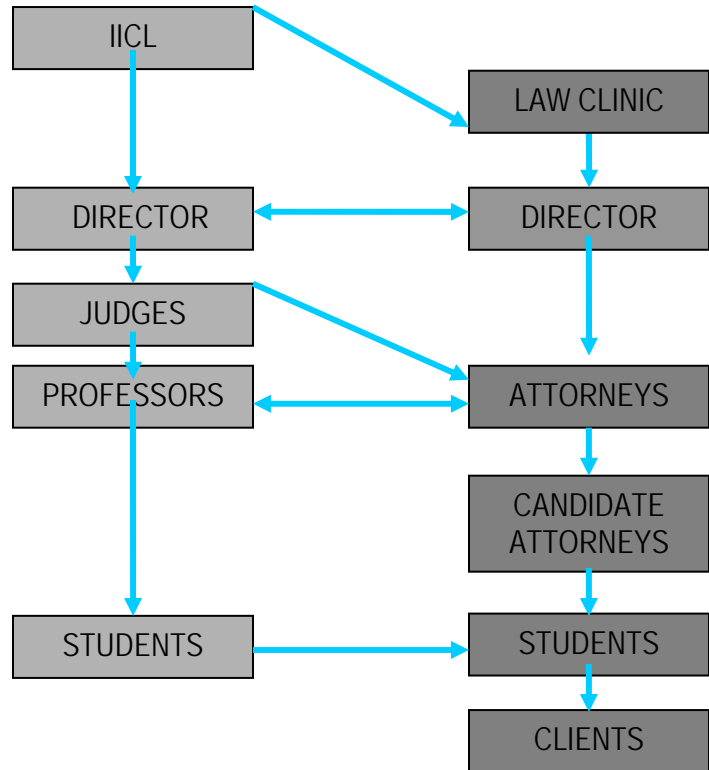 IICL
LAW CLINIC
DIRECTOR
DIRECTOR
JUDGES
PROFESSORS
ATTORNEYS
CANDIDATE
ATTORNEYS
STUDENTS
STUDENTS
CLIENTS